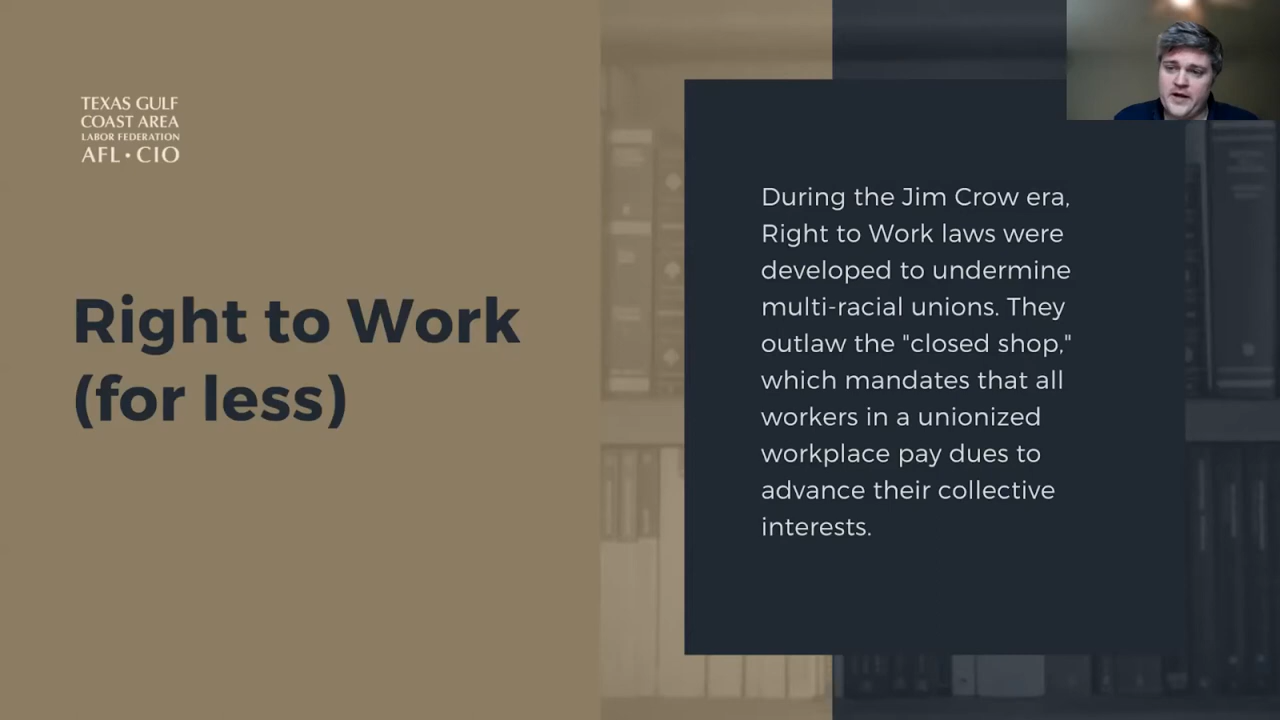 TEXAS GULF
COAST AREA
LABOR FEDERATION
AFL • CIO
Right to Work
(for less)
During the Jim Crow era,
Right to Work laws were
developed to undermine
multi-racial unions. They
outlaw the "closed shop,"
which mandates that all
workers in a unionized
workplace pay dues to
advance their collective
interests.